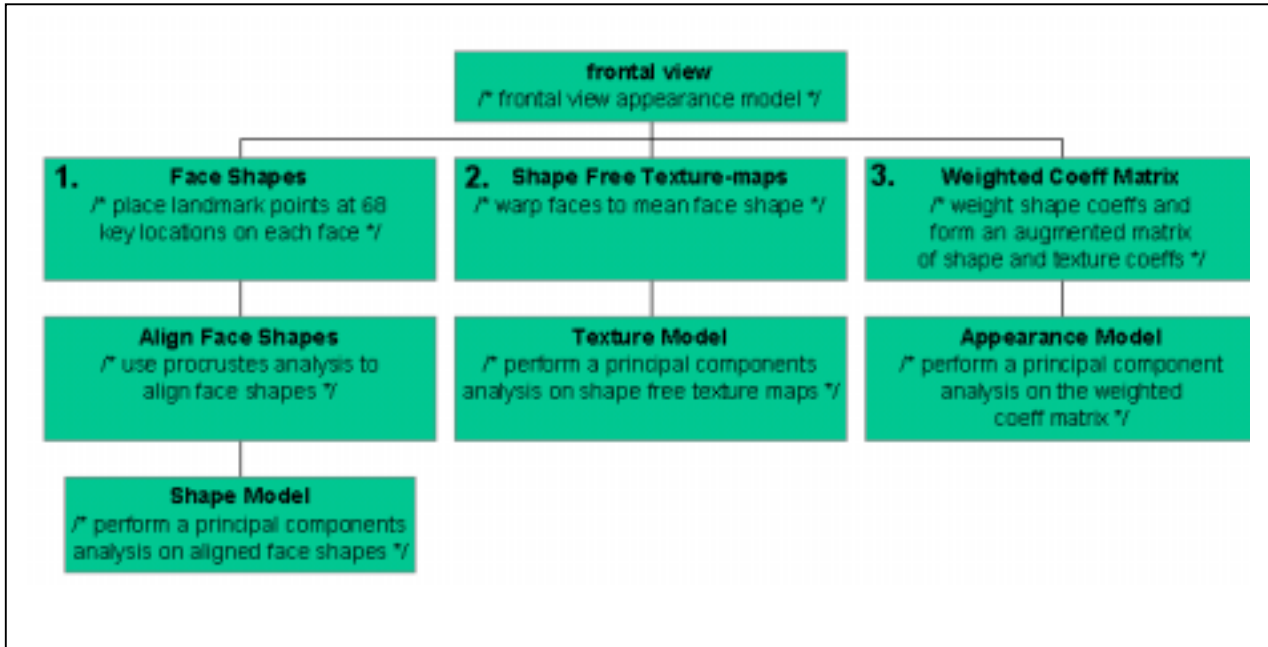 frontal view
/* frontal view appearance model */
1. Face Shapes
/* place landmark points at 68
key locations on each face */
Align Face Shapes
/* use procrustes analysis to
align face shapes */
Shape Model
/* perform a principal components
analysis on aligned face shapes */
2. Shape Free Texture-maps
/* warp faces to mean face shape */
Texture Model
/* perform a principal components
analysis on shape free texture maps */
3. Weighted Coeff Matrix
/* weight shape coeffs and
form an augmented matrix
of shape and texture coeffs */
Appearance Model
/* perform a principal component
analysis on the weighted
coeff matrix */